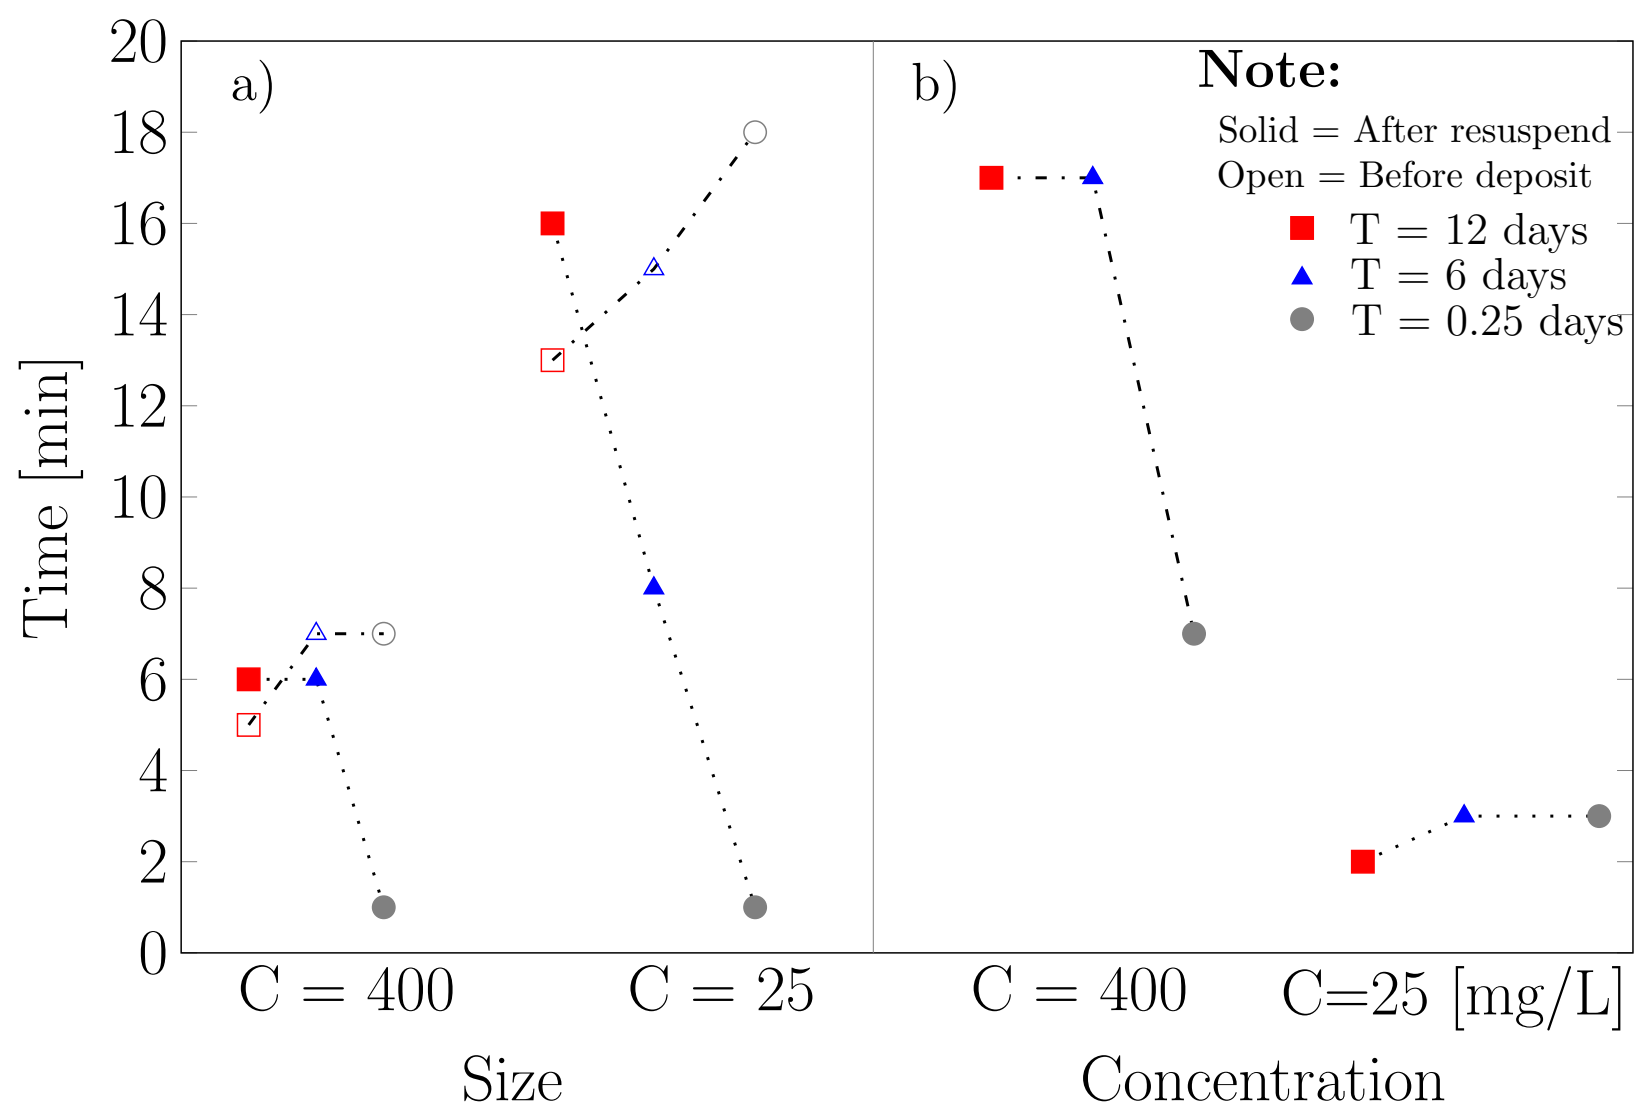 20
18
16
14
12
10
8
6
4
2
0
Time [min]
a)
b)
Note:
Solid = After resuspend
Open = Before deposit
T = 12 days
T = 6 days
T = 0.25 days
C = 400
C = 25
C = 400
C=25 [mg/L]
Size
Concentration